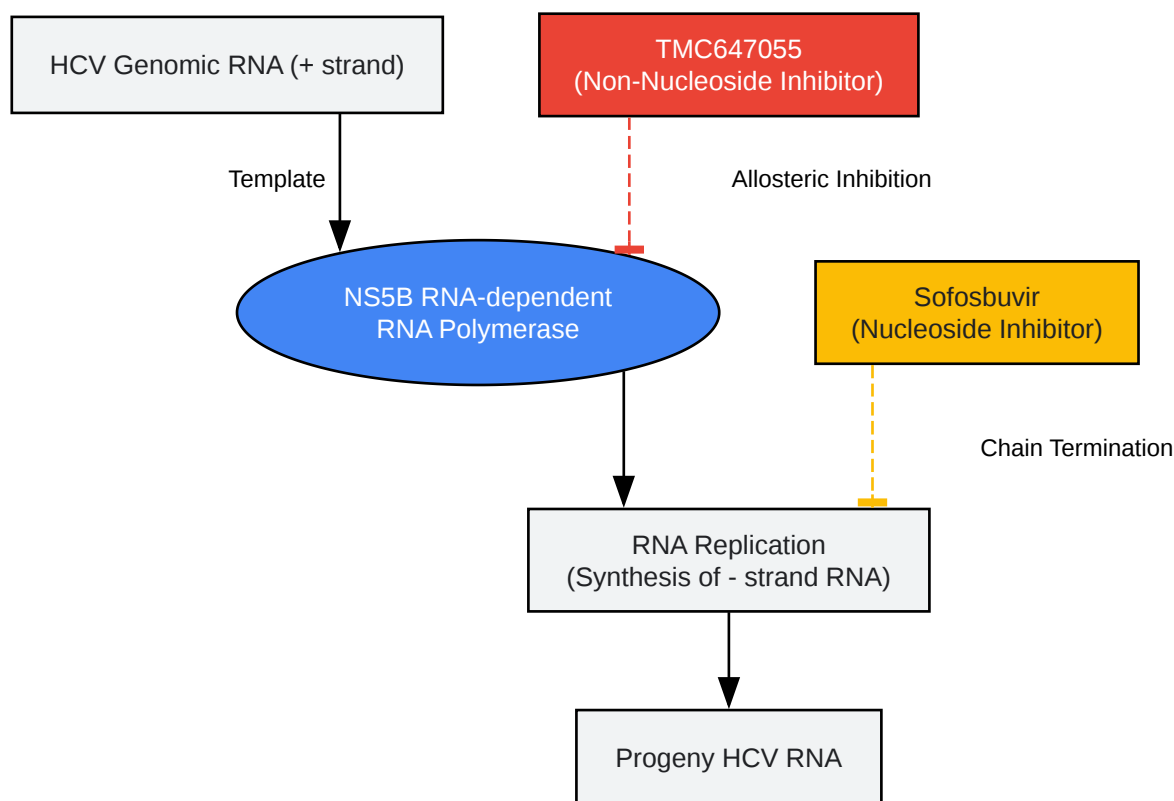 HCV Genomic RNA (+ strand)
TMC647055
(Non-Nucleoside Inhibitor)
Template
Allosteric Inhibition
NS5B RNA-dependent
RNA Polymerase
Sofosbuvir
(Nucleoside Inhibitor)
Chain Termination
RNA Replication
(Synthesis of - strand RNA)
Progeny HCV RNA